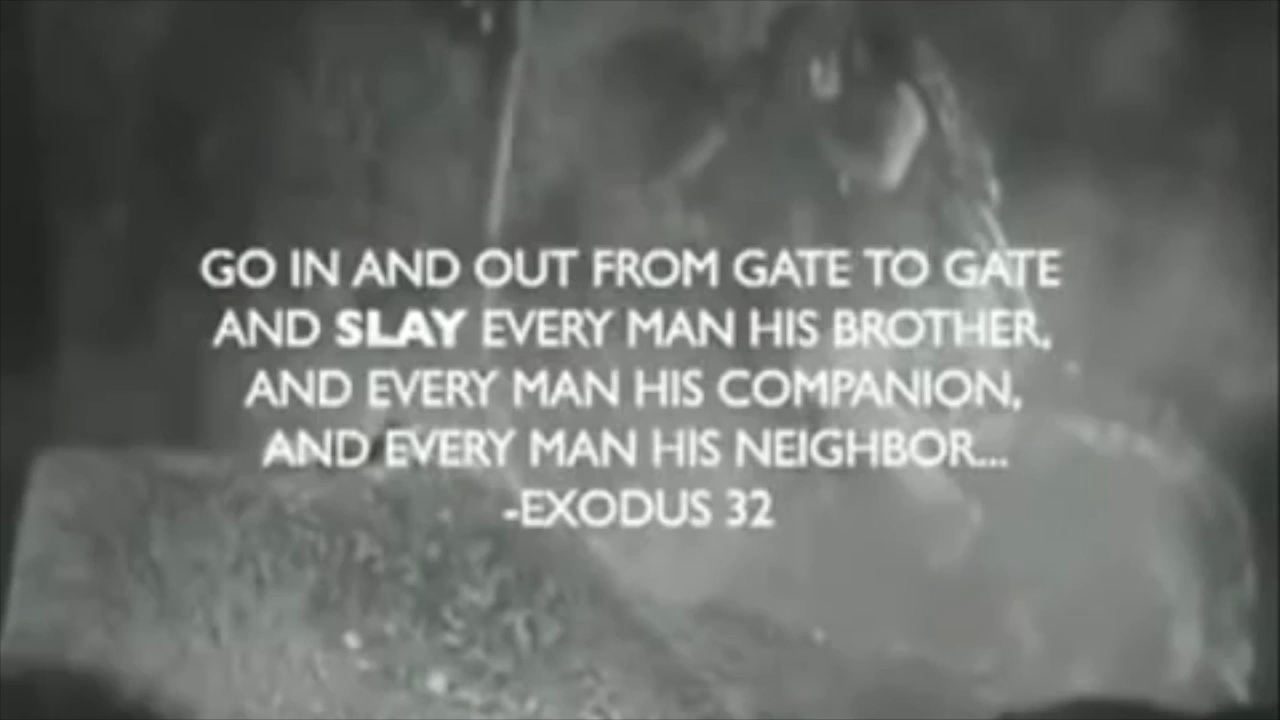 GO IN AND OUT FROM GATE TO GATE
AND SLAY EVERY MAN HIS BROTHER,
AND EVERY MAN HIS COMPANION,
AND EVERY MAN HIS NEIGHBOR...
-EXODUS 32